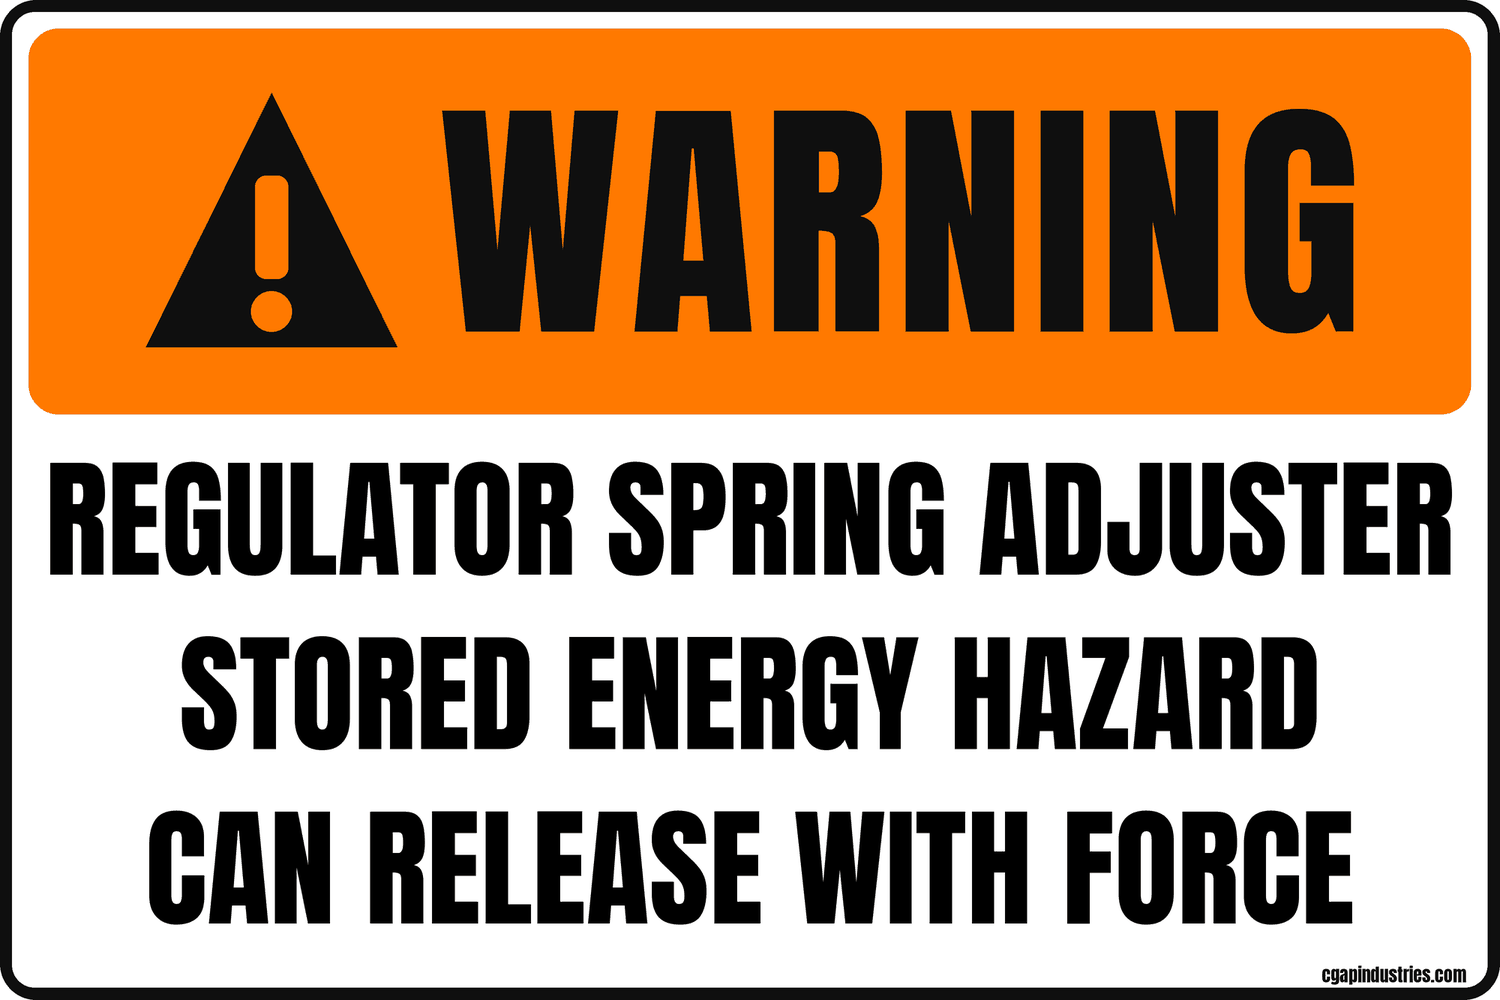 WARNING
REGULATOR SPRING ADJUSTER
STORED ENERGY HAZARD
CAN RELEASE WITH FORCE
cgapindustries.com